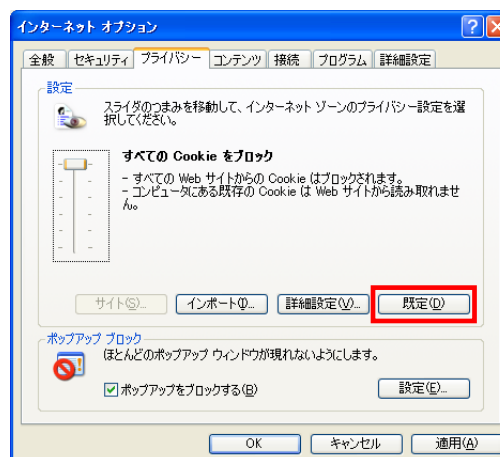 インターネット オプション
全般 セキュリティ プライバシー コンテンツ 接続 プログラム 詳細設定
設定
スライダのつまみを移動して、インターネット ゾーンのプライバシー設定を選
択してください。
すべての Cookie をブロック
- すべての Web サイトからの Cookie はブロックされます。
- コンピュータにある既存の Cookie は Web サイトから読み取れませ
ん。
サイト(S)... インポート(I)... 詳細設定(V)... 既定(D)
ポップアップ ブロック
ほとんどのポップアップ ウィンドウが現れないようにします。
ポップアップをブロックする(B) 設定(E)...
OK キャンセル 適用(A)